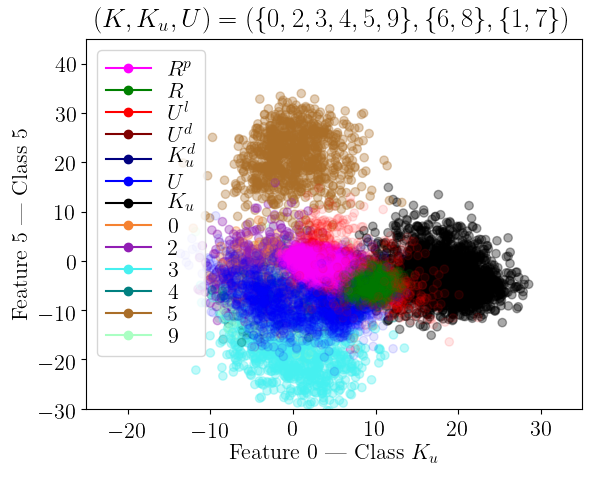 (K, K_u, U) = ({0, 2, 3, 4, 5, 9}, {6, 8}, {1, 7})
Feature 5 — Class 5
40
30
20
10
0
−10
−20
−30
R^p
R
U^l
U^d
K_u^d
U
K_u
0
2
3
4
5
9
−20
−10
0
10
20
30
Feature 0 — Class K_u